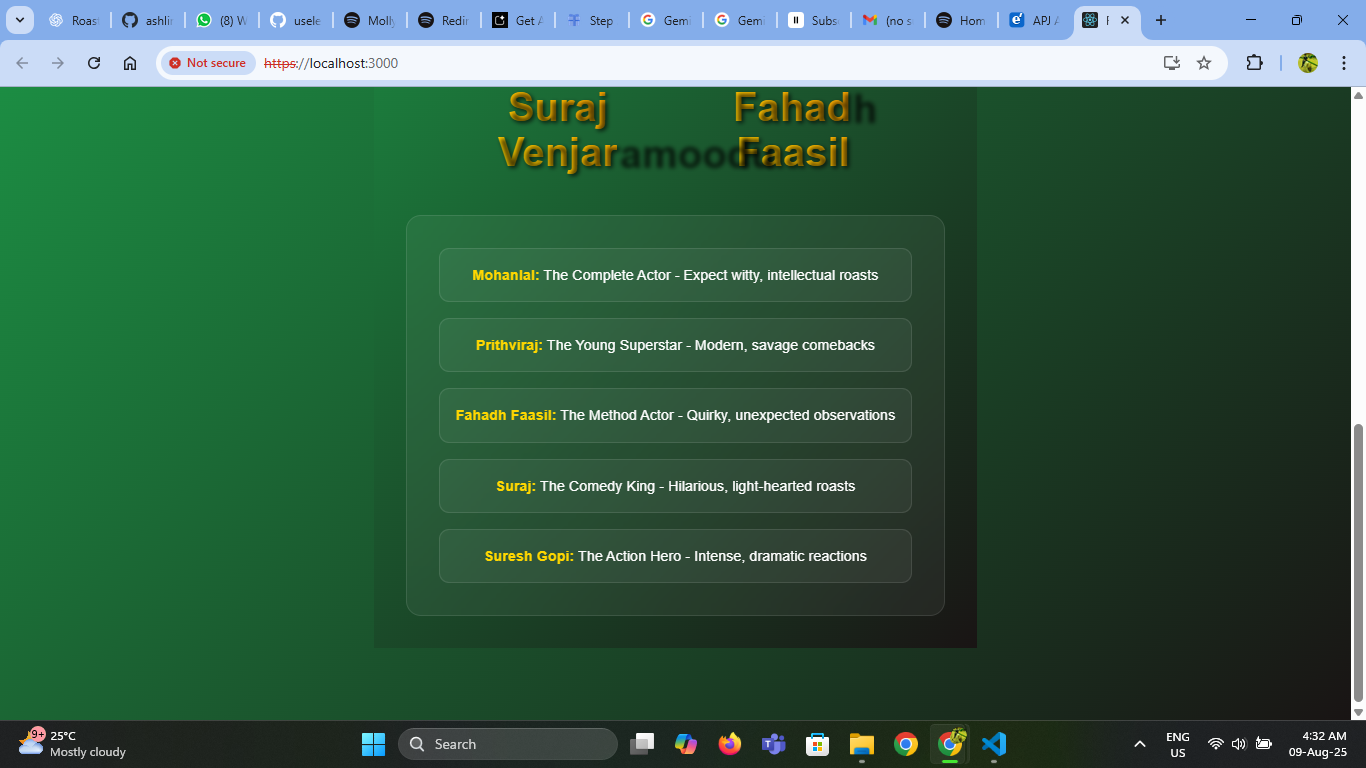 Roast
ashlin
(8) W
usele
Molly
Redir
Get A
Step
Gemi
Gemi
Subs
(no s
Hom
APJ A
Not secure
https://localhost:3000
Suraj
Venjaramoodu
Fahadh
Faasil
Mohanlal: The Complete Actor - Expect witty, intellectual roasts
Prithviraj: The Young Superstar - Modern, savage comebacks
Fahadh Faasil: The Method Actor - Quirky, unexpected observations
Suraj: The Comedy King - Hilarious, light-hearted roasts
Suresh Gopi: The Action Hero - Intense, dramatic reactions
9+
25°C
Mostly cloudy
Search
ENG
US
4:32 AM
09-Aug-25